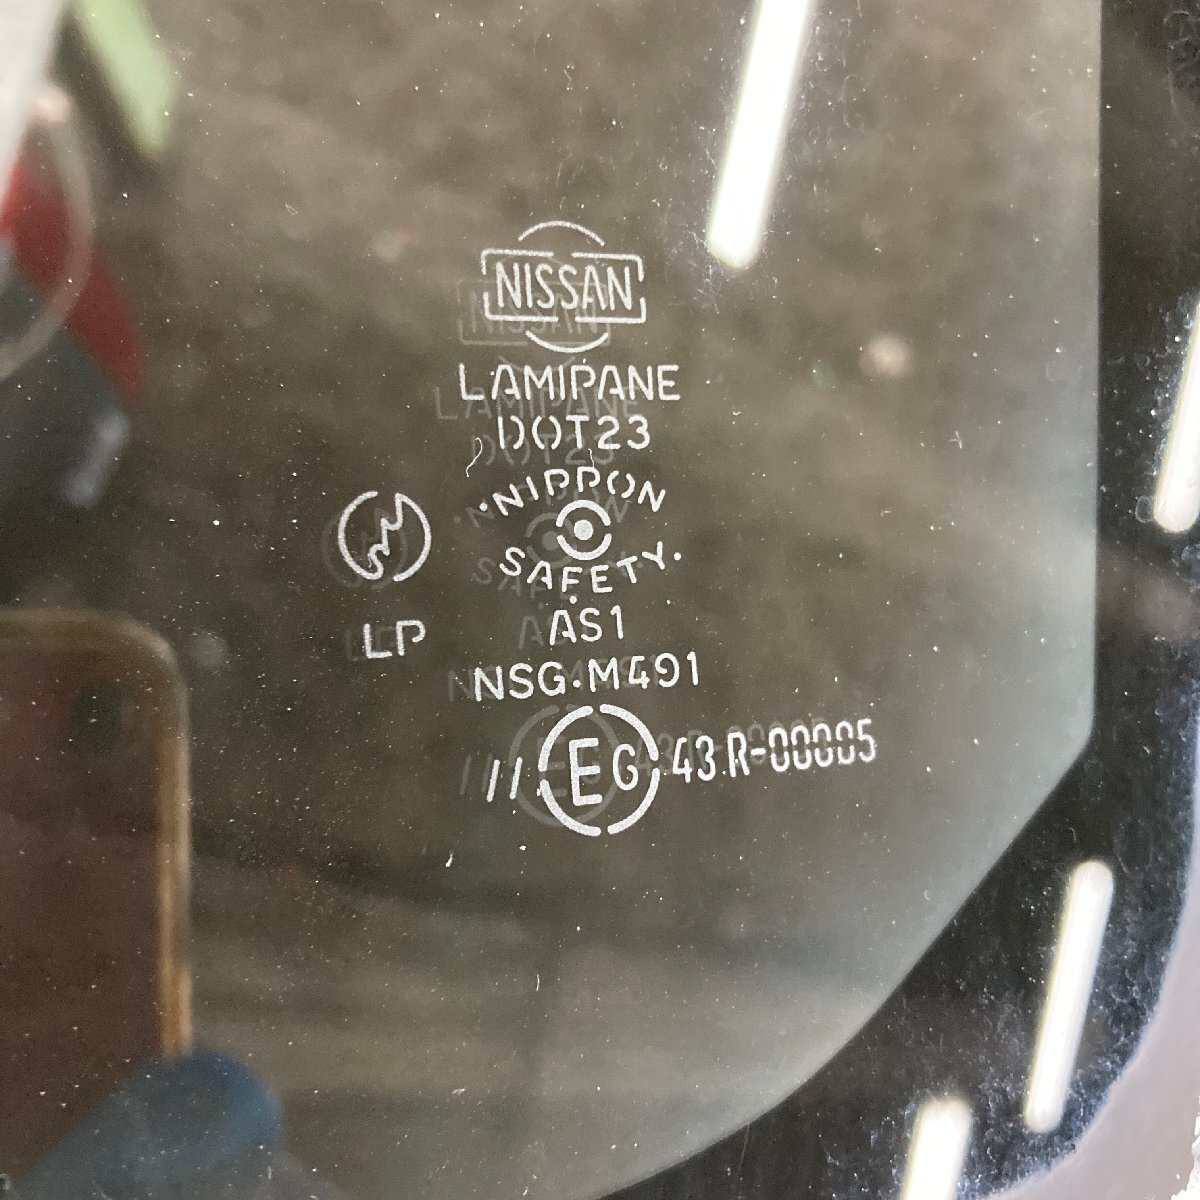 NISSAN
LAMIPANE
DOT23
·NIPPON
SAFETY·
LP
AS1
NSG·M491
// E6 43R-00005